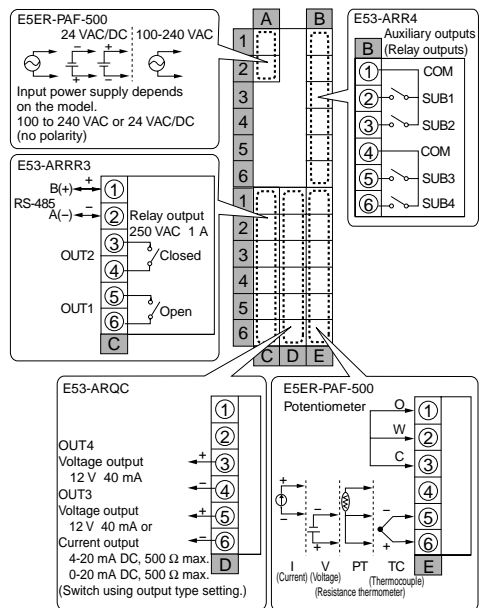 E5ER-PAF-500
24 VAC/DC 100-240 VAC
Input power supply depends
on the model.
100 to 240 VAC or 24 VAC/DC
(no polarity)
A B
1
2
3
4
5
6
1
2
3
4
5
6
C D E
E53-ARR4
Auxiliary outputs
(Relay outputs)
B
1 COM
2 SUB1
3 SUB2
4 COM
5 SUB3
6 SUB4
E53-ARRR3
RS-485
B(+) + 1
A(−) − 2
Relay output
250 VAC 1 A
OUT2 3 Closed
4
OUT1 5 Open
6
C
E53-ARQC
1
2
OUT4
Voltage output + 3
12 V 40 mA − 4
OUT3
Voltage output + 5
12 V 40 mA or
Current output − 6
4-20 mA DC, 500 Ω max.
0-20 mA DC, 500 Ω max.
(Switch using output type setting.)
D
E5ER-PAF-500
Potentiometer
O 1
W 2
C 3
4
5
6
+ − − + − +
I V PT TC
(Current) (Voltage) (Thermocouple)
(Resistance thermometer)
E